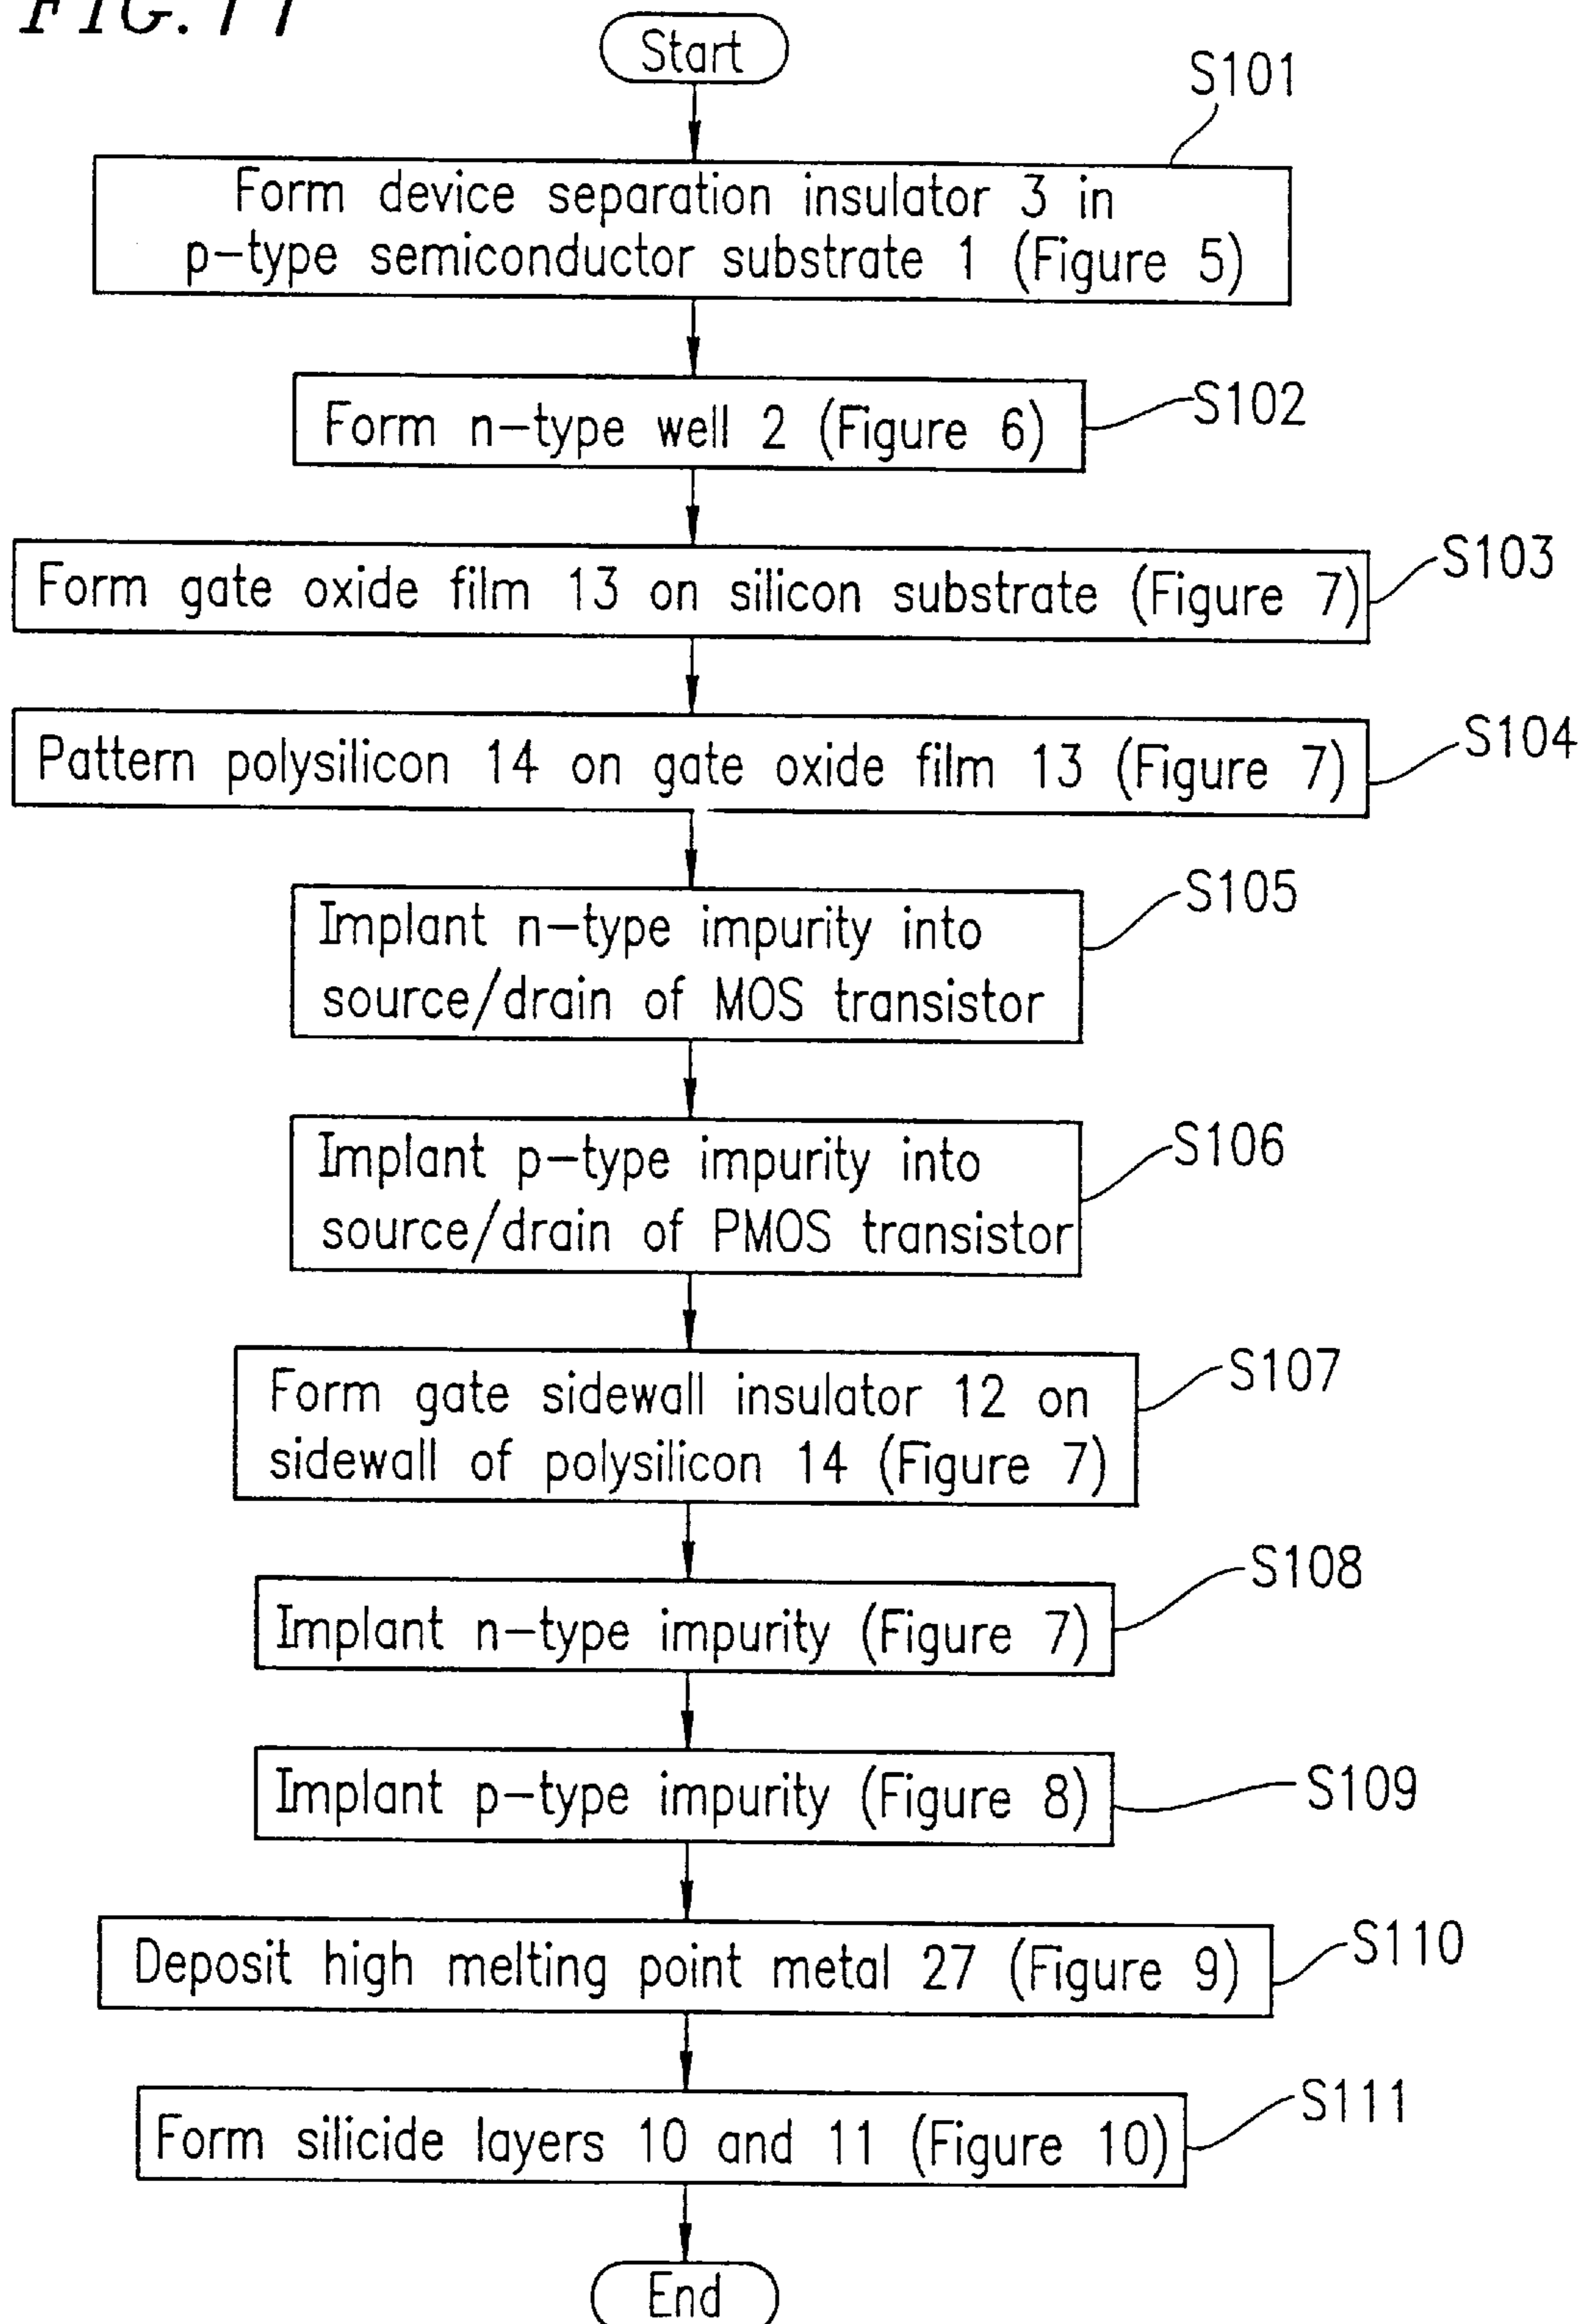 FIG. 11
Start
S101
Form device separation insulator 3 in
p-type semiconductor substrate 1 (Figure 5)
Form n-type well 2 (Figure 6)
S102
Form gate oxide film 13 on silicon substrate (Figure 7)
S103
Pattern polysilicon 14 on gate oxide film 13 (Figure 7)
S104
Implant n-type impurity into
source/drain of MOS transistor
S105
Implant p-type impurity into
source/drain of PMOS transistor
S106
Form gate sidewall insulator 12 on
sidewall of polysilicon 14 (Figure 7)
S107
Implant n-type impurity (Figure 7)
S108
Implant p-type impurity (Figure 8)
S109
Deposit high melting point metal 27 (Figure 9)
S110
Form silicide layers 10 and 11 (Figure 10)
S111
End